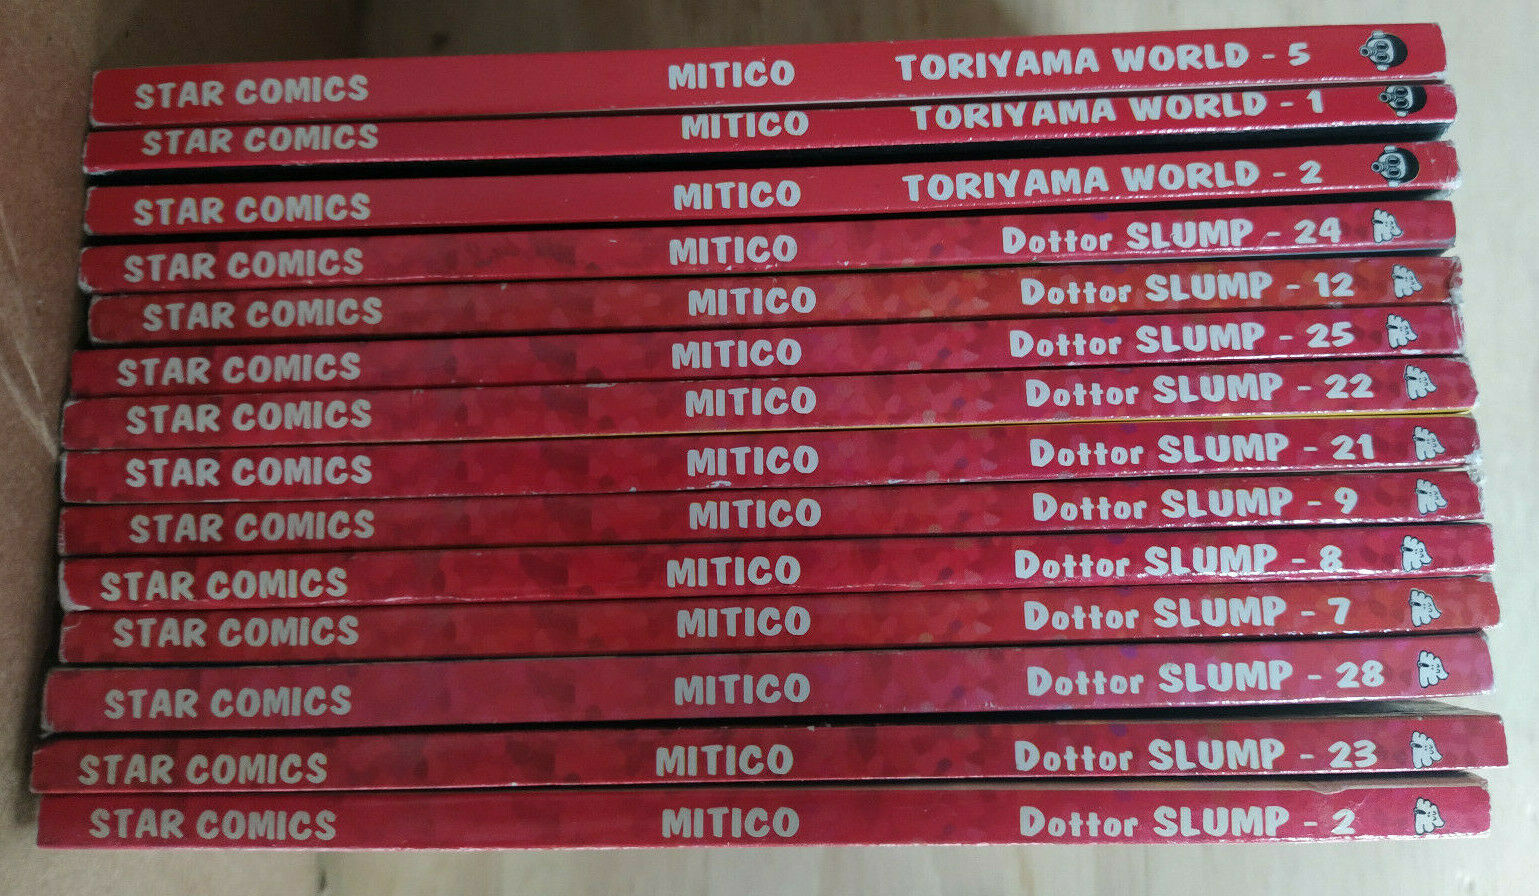 STAR COMICS MITICO TORIYAMA WORLD - 5
STAR COMICS MITICO TORIYAMA WORLD - 1
STAR COMICS MITICO TORIYAMA WORLD - 2
STAR COMICS MITICO Dottor SLUMP - 24
STAR COMICS MITICO Dottor SLUMP - 12
STAR COMICS MITICO Dottor SLUMP - 25
STAR COMICS MITICO Dottor SLUMP - 22
STAR COMICS MITICO Dottor SLUMP - 21
STAR COMICS MITICO Dottor SLUMP - 9
STAR COMICS MITICO Dottor SLUMP - 8
STAR COMICS MITICO Dottor SLUMP - 7
STAR COMICS MITICO Dottor SLUMP - 28
STAR COMICS MITICO Dottor SLUMP - 23
STAR COMICS MITICO Dottor SLUMP - 2